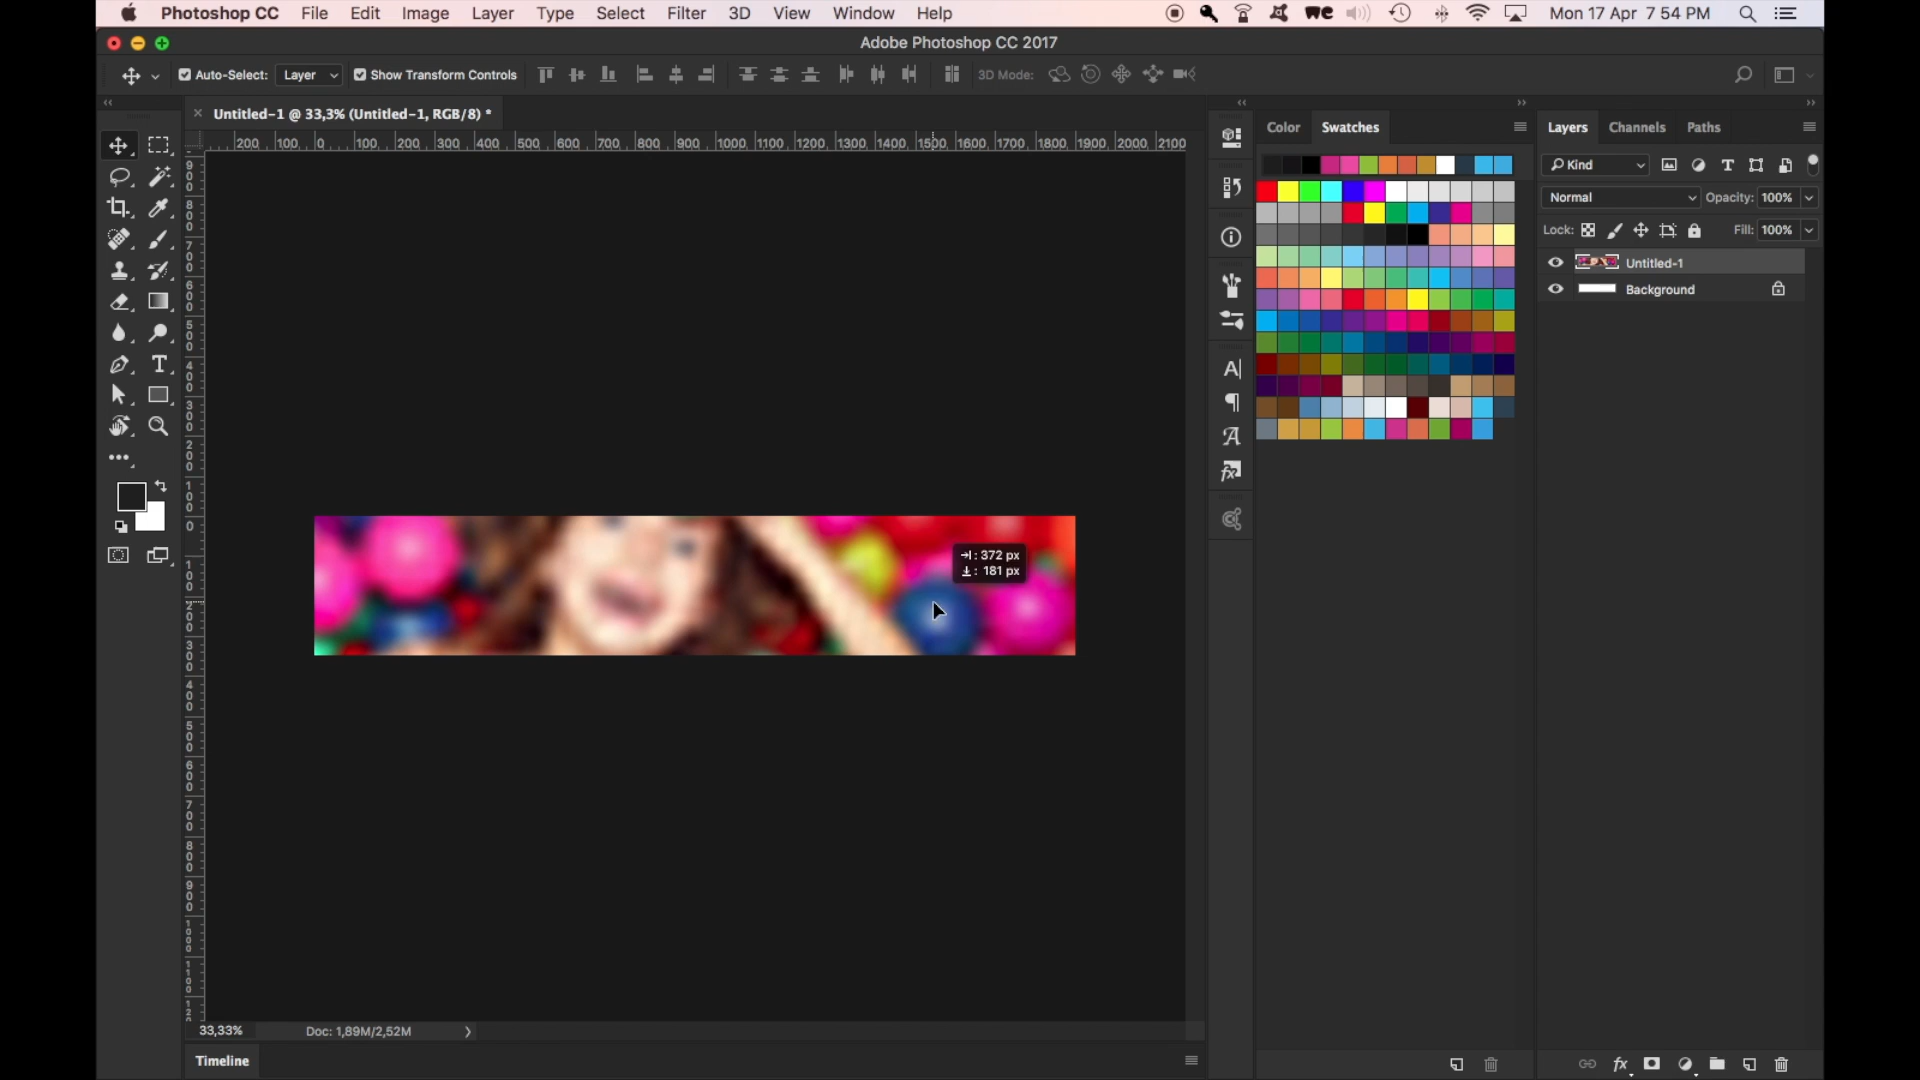 Photoshop CC File Edit Image Layer Type Select Filter 3D View Window Help Mon 17 Apr 7 54 PM
Adobe Photoshop CC 2017
Auto-Select: Layer Show Transform Controls 3D Mode:
Untitled-1 @ 33,3% (Untitled-1, RGB/8) *
200 100 0 100 200 300 400 500 600 700 800 900 1000 1100 1200 1300 1400 1500 1600 1700 1800 1900 2000 2100
Color Swatches
Layers Channels Paths
Kind
Normal Opacity: 100%
Lock: Fill: 100%
Untitled-1
Background
: 372 px
: 181 px
33,33% Doc: 1,89M/2,52M
Timeline